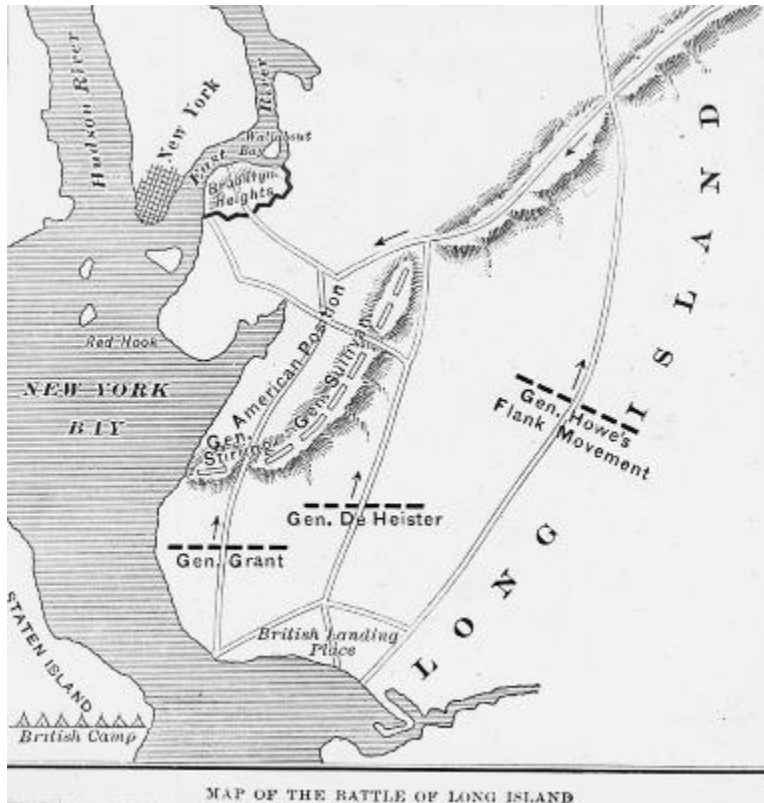 Hudson River
New York
East
River
Wallabout
Bay
Brooklyn
Heights
Red Hook
NEW YORK
BAY
American Position
Gen.
Stirling
Gen. Sullivan
Gen. Howe's
Flank Movement
Gen. De Heister
Gen. Grant
LONG ISLAND
British Landing
Place
STATEN ISLAND
British Camp
MAP OF THE BATTLE OF LONG ISLAND